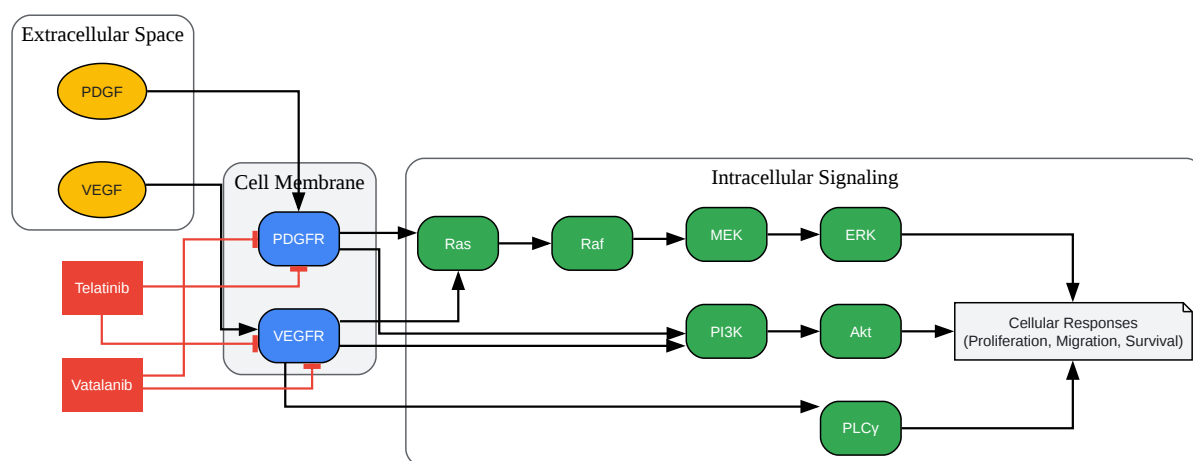 Extracellular Space
PDGF
VEGF
Cell Membrane
PDGFR
VEGFR
Telatinib
Vatalanib
Intracellular Signaling
Ras
Raf
MEK
ERK
PI3K
Akt
PLCγ
Cellular Responses
(Proliferation, Migration, Survival)